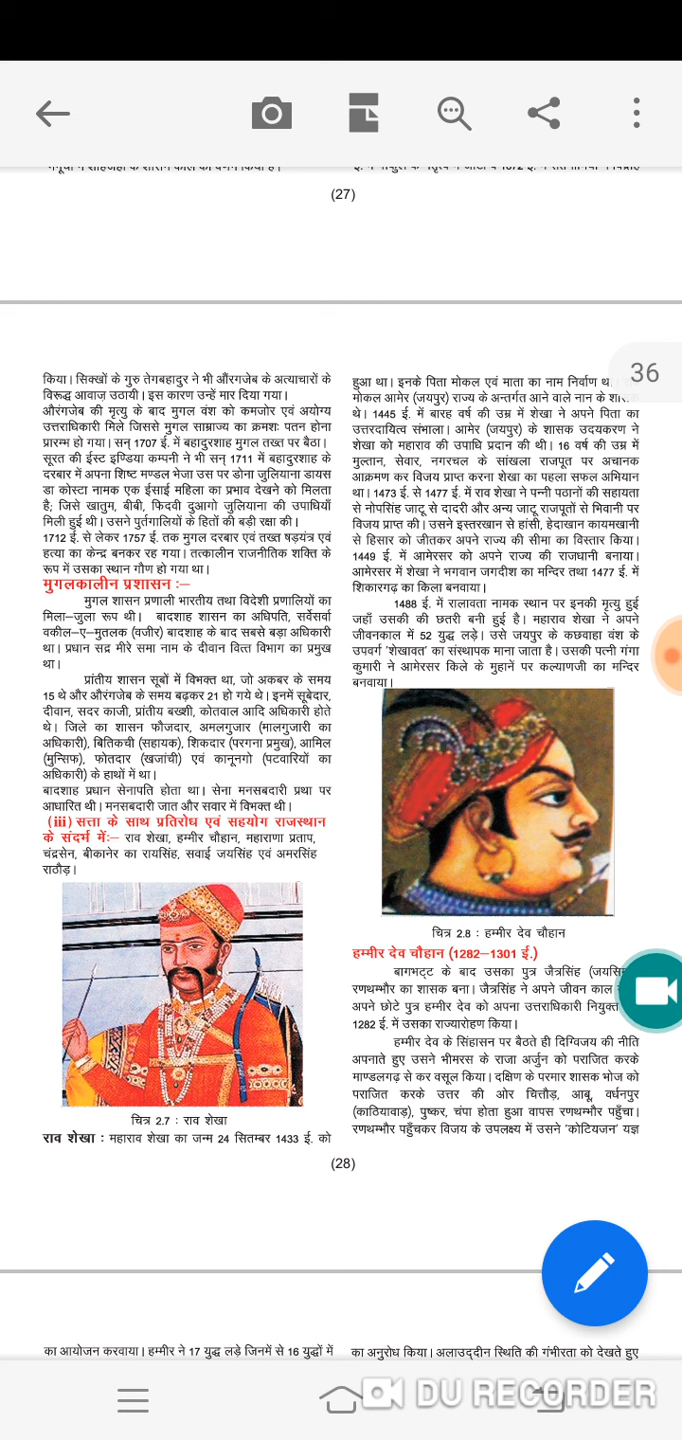 (27)
36
किया। सिक्खों के गुरु तेगबहादुर ने भी औंरगजेब के अत्याचारों के
विरूद्ध आवाज़ उठायी। इस कारण उन्हें मार दिया गया।
औरंगजेब की मृत्यु के बाद मुगल वंश को कमजोर एवं अयोग्य
उत्तराधिकारी मिले जिससे मुगल साम्राज्य का क्रमशः पतन होना
प्रारम्भ हो गया। सन् 1707 ई. में बहादुरशाह मुगल तख्त पर बैठा।
सूरत की ईस्ट इण्डिया कम्पनी ने भी सन् 1711 में बहादुरशाह के
दरबार में अपना शिष्ट मण्डल भेजा उस पर डोना जुलियाना डायस
डा कोस्टा नामक एक ईसाई महिला का प्रभाव देखने को मिलता
है; जिसे खातुम, बीबी, फिदवी दुआगो जुलियाना की उपाधियाँ
मिली हुई थी। उसने पुर्तगालियों के हितों की बड़ी रक्षा की।
1712 ई. से लेकर 1757 ई. तक मुगल दरबार एवं तख्त षड़यंत्र एवं
हत्या का केन्द्र बनकर रह गया। तत्कालीन राजनीतिक शक्ति के
रूप में उसका स्थान गौण हो गया था।
मुगलकालीन प्रशासन :–
मुगल शासन प्रणाली भारतीय तथा विदेशी प्रणालियों का
मिला–जुला रूप थी। बादशाह शासन का अधिपति, सर्वेसर्वा
वकील–ए–मुतलक (वजीर) बादशाह के बाद सबसे बड़ा अधिकारी
था। प्रधान सद्र मीरे समा नाम के दीवान वित्त विभाग का प्रमुख
था।
प्रांतीय शासन सूबों में विभक्त था, जो अकबर के समय
15 थे और औरंगजेब के समय बढ़कर 21 हो गये थे। इनमें सूबेदार,
दीवान, सदर काजी, प्रांतीय बख्शी, कोतवाल आदि अधिकारी होते
थे। जिले का शासन फौजदार, अमलगुजार (मालगुजारी का
अधिकारी), बितिकची (सहायक), शिकदार (परगना प्रमुख), आमिल
(मुन्सिफ), फोतदार (खजांची) एवं कानूनगो (पटवारियों का
अधिकारी) के हाथों में था।
बादशाह प्रधान सेनापति होता था। सेना मनसबदारी प्रथा पर
आधारित थी। मनसबदारी जात और सवार में विभक्त थी।
(iii) सत्ता के साथ प्रतिरोध एवं सहयोग राजस्थान
के संदर्भ में:– राव शेखा, हम्मीर चौहान, महाराणा प्रताप,
चंद्रसेन, बीकानेर का रायसिंह, सवाई जयसिंह एवं अमरसिंह
राठौड़।
चित्र 2.7 : राव शेखा
राव शेखा : महाराव शेखा का जन्म 24 सितम्बर 1433 ई. को
हुआ था। इनके पिता मोकल एवं माता का नाम निर्वाण
मोकल आमेर (जयपुर) राज्य के अन्तर्गत आने वाले नान के
थे। 1445 ई. में बारह वर्ष की उम्र में शेखा ने अपने पिता का
उत्तरदायित्व संभाला। आमेर (जयपुर) के शासक उदयकरण ने
शेखा को महाराव की उपाधि प्रदान की थी। 16 वर्ष की उम्र में
मुल्तान, सेवार, नगरचल के सांखला राजपूत पर अचानक
आक्रमण कर विजय प्राप्त करना शेखा का पहला सफल अभियान
था। 1473 ई. से 1477 ई. में राव शेखा ने पन्नी पठानों की सहायता
से नोपसिंह जाटू से दादरी और अन्य जाटू राजपूतों से भिवानी पर
विजय प्राप्त की। उसने इस्तरखान से हांसी, हेदाखान कायमखानी
से हिसार को जीतकर अपने राज्य की सीमा का विस्तार किया।
1449 ई. में आमेरसर को अपने राज्य की राजधानी बनाया।
आमेरसर में शेखा ने भगवान जगदीश का मन्दिर तथा 1477 ई. में
शिकारगढ़ का किला बनवाया।
1488 ई. में रालावता नामक स्थान पर इनकी मृत्यु हुई
जहाँ उसकी की छतरी बनी हुई है। महाराव शेखा ने अपने
जीवनकाल में 52 युद्ध लड़े। उसे जयपुर के कछवाहा वंश के
उपवर्ग 'शेखावत' का संस्थापक माना जाता है। उसकी पत्नी गंगा
कुमारी ने आमेरसर किले के मुहानें पर कल्याणजी का मन्दिर
बनवाया।
चित्र 2.8 : हम्मीर देव चौहान
हम्मीर देव चौहान (1282–1301 ई.)
बागभट्ट के बाद उसका पुत्र जैत्रसिंह
रणथम्भौर का शासक बना। जैत्रसिंह ने अपने जीवन काल
अपने छोटे पुत्र हम्मीर देव को अपना उत्तराधिकारी नियुक्त
1282 ई. में उसका राज्यारोहण किया।
हम्मीर देव के सिंहासन पर बैठते ही दिग्विजय की नीति
अपनाते हुए उसने भीमरस के राजा अर्जुन को पराजित करके
माण्डलगढ़ से कर वसूल किया। दक्षिण के परमार शासक भोज को
पराजित करके उत्तर की ओर चित्तौड़, आबू, वर्धनपुर
(काठियावाड़), पुष्कर, चंपा होता हुआ वापस रणथम्भौर पहुँचा।
रणथम्भौर पहुँचकर विजय के उपलक्ष्य में उसने 'कोटियजन' यज्ञ
(28)
का आयोजन करवाया। हम्मीर ने 17 युद्ध लड़े जिनमें से 16 युद्धों में
का अनुरोध किया। अलाउद्दीन स्थिति की गंभीरता को देखते हुए
DU RECORDER